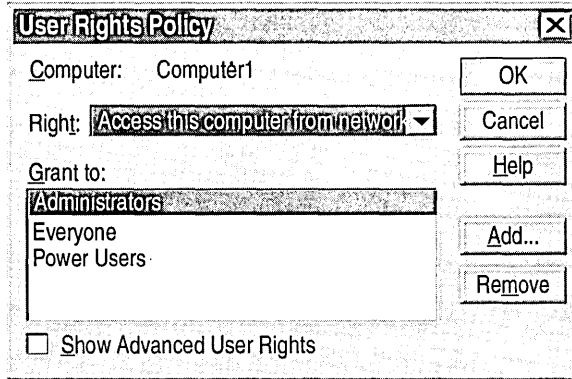 User Rights Policy
Computer: Computer1
OK
Right: Access this computer from network
Cancel
Help
Grant to:
Administrators
Everyone
Power Users
Add...
Remove
Show Advanced User Rights